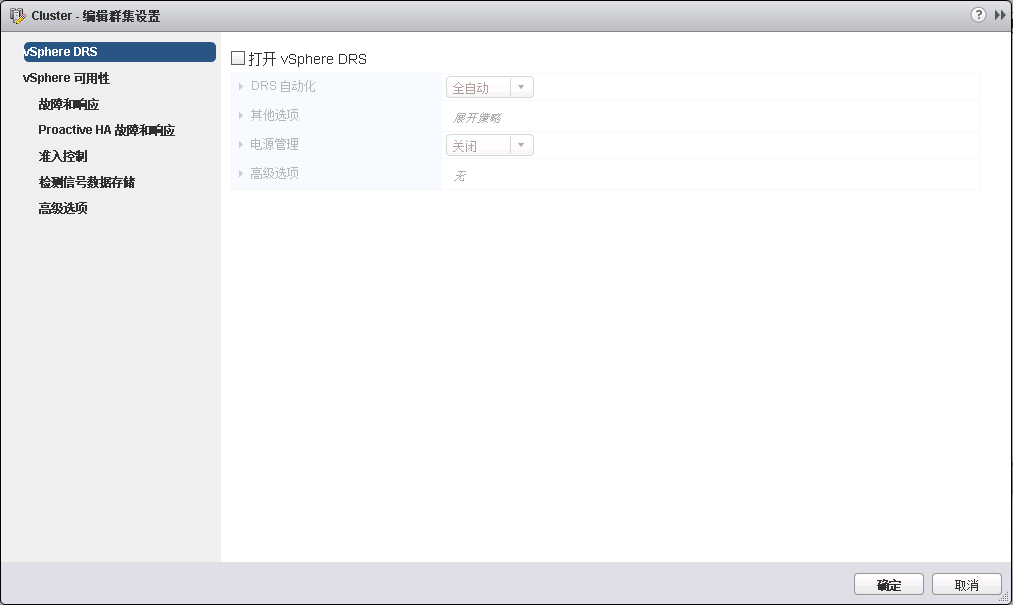 Cluster - 编辑群集设置
?
vSphere DRS
vSphere 可用性
故障和响应
Proactive HA 故障和响应
准入控制
检测信号数据存储
高级选项
打开 vSphere DRS
DRS 自动化 全自动
其他选项 展开策略
电源管理 关闭
高级选项 无
确定 取消